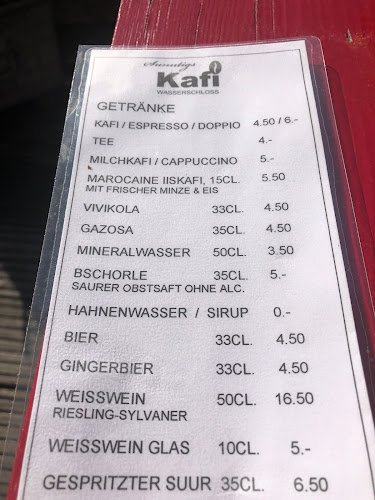 Sunntigs
Kafi
WASSERSCHLOSS
GETRÄNKE
KAFI / ESPRESSO / DOPPIO 4.50 / 6.-
TEE 4.-
MILCHKAFI / CAPPUCCINO 5.-
MAROCAINE IISKAFI, 15CL. 5.50
MIT FRISCHER MINZE & EIS
VIVIKOLA 33CL. 4.50
GAZOSA 35CL. 4.50
MINERALWASSER 50CL. 3.50
BSCHORLE 35CL. 5.-
SAURER OBSTSAFT OHNE ALC.
HAHNENWASSER / SIRUP 0.-
BIER 33CL. 4.50
GINGERBIER 33CL. 4.50
WEISSWEIN 50CL. 16.50
RIESLING-SYLVANER
WEISSWEIN GLAS 10CL. 5.-
GESPRITZTER SUUR 35CL. 6.50